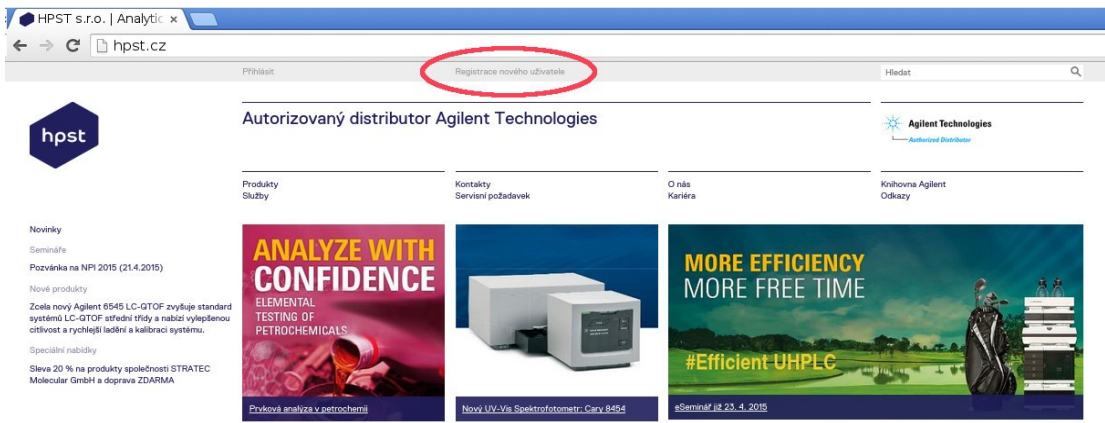 HPST s.r.o. | Analytic
hpst.cz
Přihlásit
Registrace nového uživatele
Hledat
hpst
Autorizovaný distributor Agilent Technologies
Agilent Technologies
Authorized Distributor
Produkty
Služby
Kontakty
Servisní požadavek
O nás
Kariéra
Knihovna Agilent
Odkazy
Novinky
Semináře
Pozvánka na NPI 2015 (21.4.2015)
Nové produkty
Zcela nový Agilent 6545 LC-QTOF zvyšuje standard
systémů LC-QTOF střední třídy a nabízí vylepšenou
citlivost a rychlejší ladění a kalibraci systému.
Speciální nabídky
Sleva 20 % na produkty společnosti STRATEC
Molecular GmbH a doprava ZDARMA
ANALYZE WITH
CONFIDENCE
ELEMENTAL
TESTING OF
PETROCHEMICALS
Prvková analýza v petrochemii
Nový UV-Vis Spektrofotometr: Cary 8454
MORE EFFICIENCY
MORE FREE TIME
#Efficient UHPLC
eSeminář již 23. 4. 2015